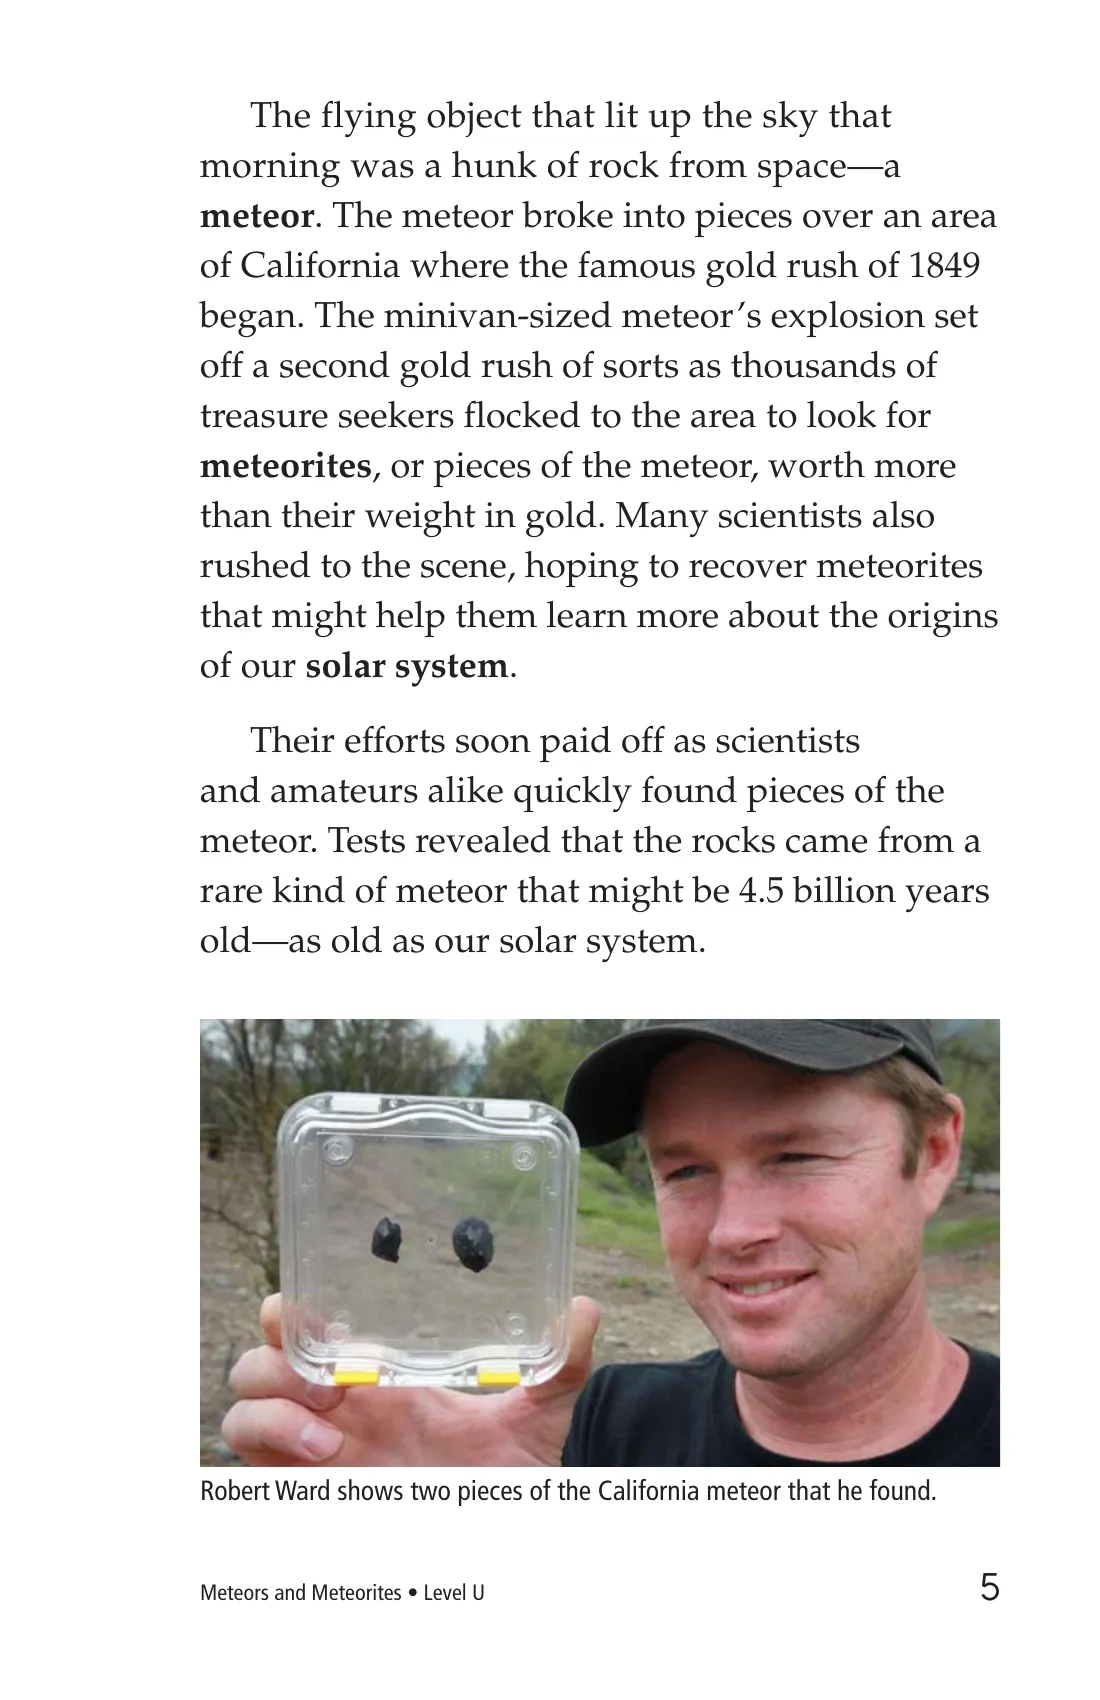 The flying object that lit up the sky that
morning was a hunk of rock from space—a
meteor. The meteor broke into pieces over an area
of California where the famous gold rush of 1849
began. The minivan-sized meteor’s explosion set
off a second gold rush of sorts as thousands of
treasure seekers flocked to the area to look for
meteorites, or pieces of the meteor, worth more
than their weight in gold. Many scientists also
rushed to the scene, hoping to recover meteorites
that might help them learn more about the origins
of our solar system.
Their efforts soon paid off as scientists
and amateurs alike quickly found pieces of the
meteor. Tests revealed that the rocks came from a
rare kind of meteor that might be 4.5 billion years
old—as old as our solar system.
Robert Ward shows two pieces of the California meteor that he found.
Meteors and Meteorites • Level U
5